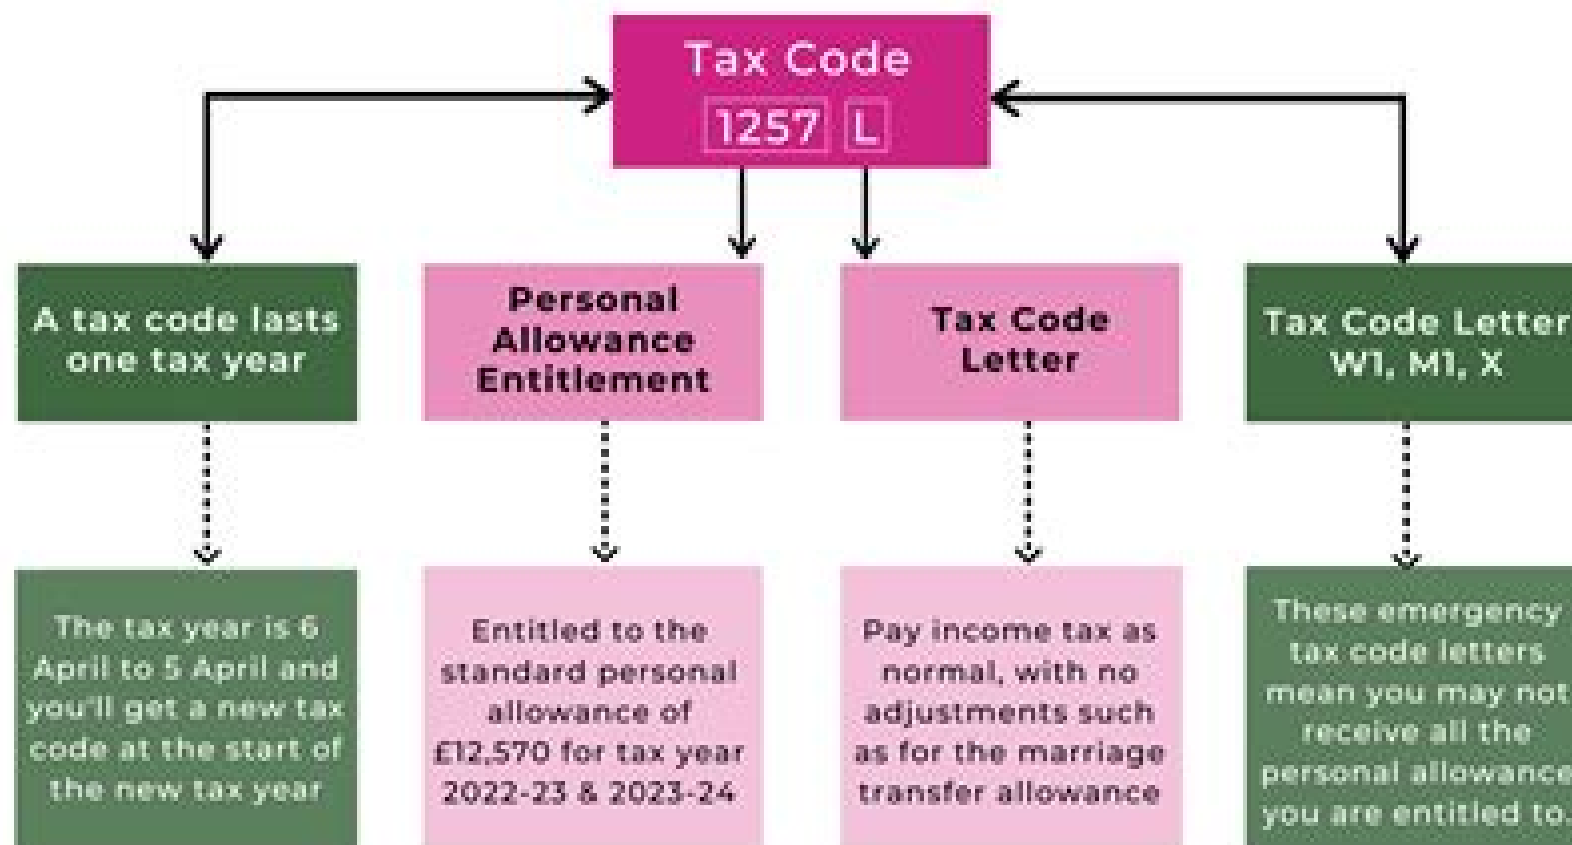 Tax Code
1257 L
A tax code lasts
one tax year
Personal
Allowance
Entitlement
Tax Code
Letter
Tax Code Letter
W1, M1, X
The tax year is 6
April to 5 April and
you'll get a new tax
code at the start of
the new tax year
Entitled to the
standard personal
allowance of
£12,570 for tax year
2022-23 & 2023-24
Pay income tax as
normal, with no
adjustments such
as for the marriage
transfer allowance
These emergency
tax code letters
mean you may not
receive all the
personal allowance
you are entitled to.